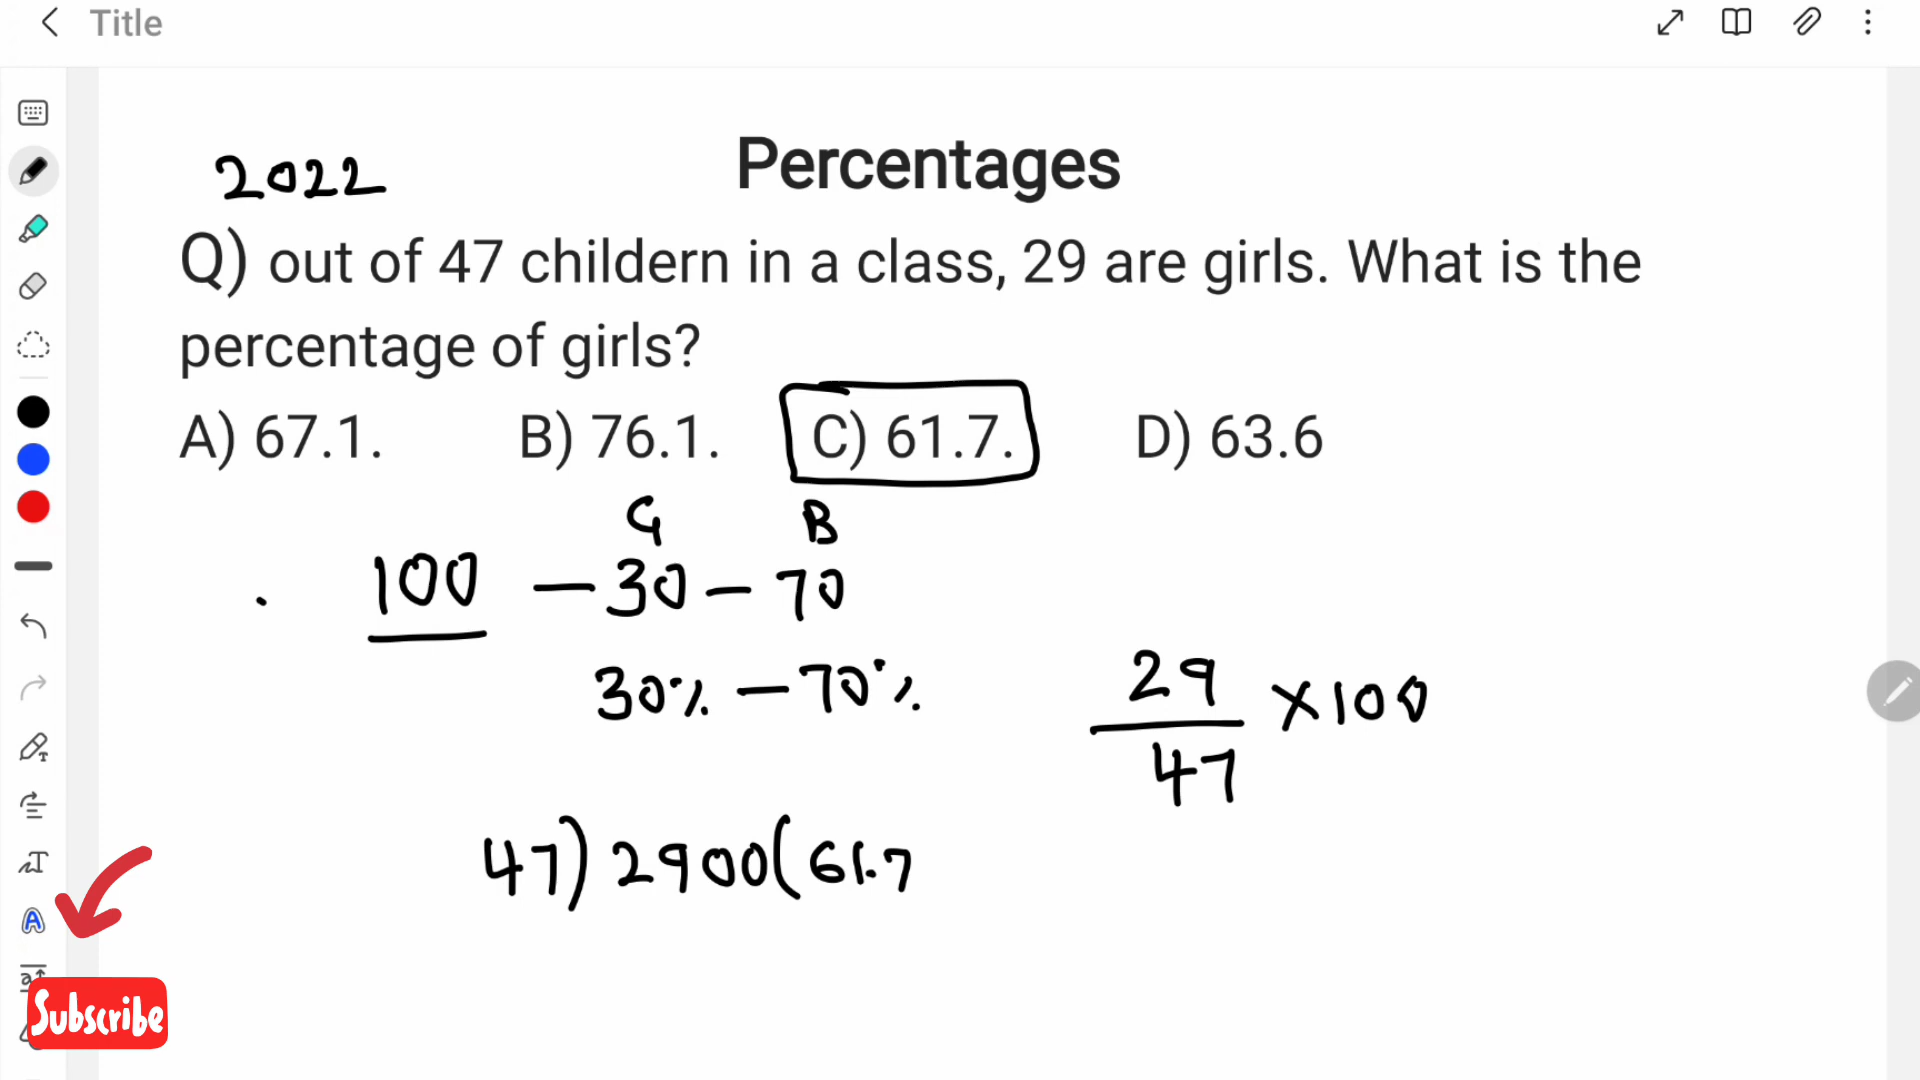 Title
2022
Percentages
Q) out of 47 childern in a class, 29 are girls. What is the
percentage of girls?
A) 67.1. B) 76.1. C) 61.7. D) 63.6
G B
100 – 30 – 70
30% – 70%
29
47
×100
47)2900(61.7
Subscribe